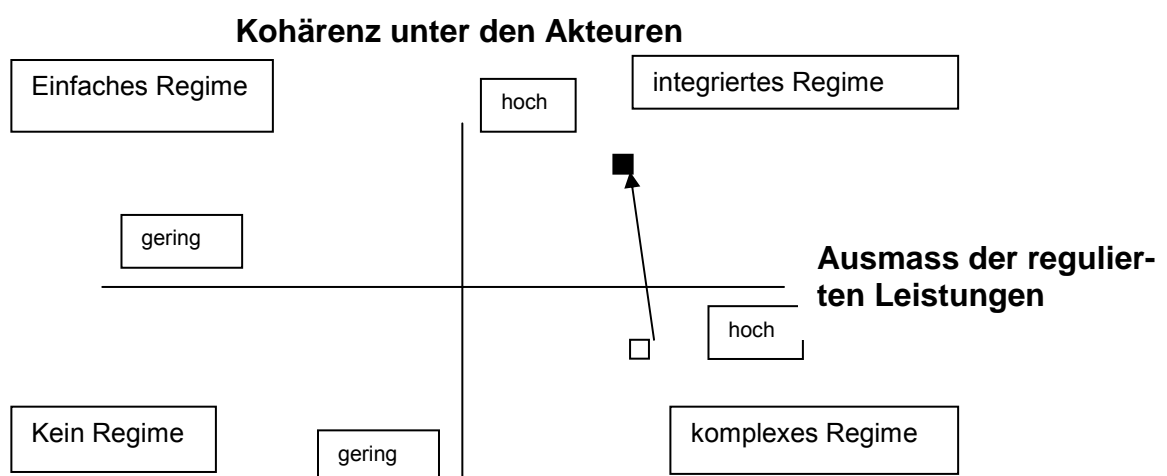 Kohärenz unter den Akteuren
Einfaches Regime
hoch
integriertes Regime
gering
Ausmass der regulier-
ten Leistungen
hoch
Kein Regime
gering
komplexes Regime